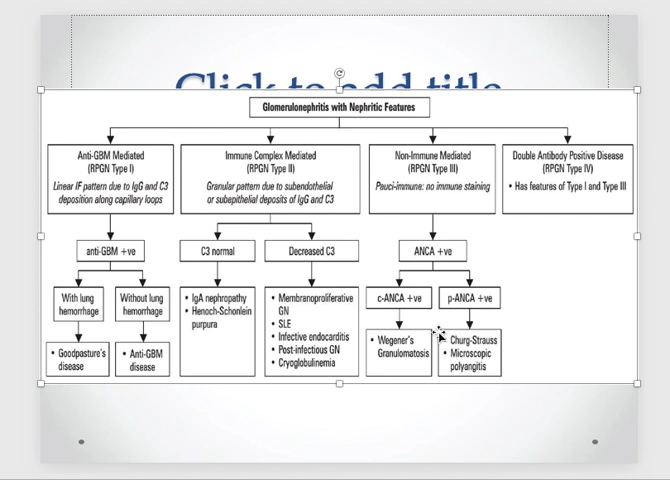 Click to add title
Glomerulonephritis with Nephritic Features
Anti-GBM Mediated
(RPGN Type I)
Linear IF pattern due to IgG and C3
deposition along capillary loops
Immune Complex Mediated
(RPGN Type II)
Granular pattern due to subendothelial
or subepithelial deposits of IgG and C3
Non-Immune Mediated
(RPGN Type III)
Pauci-immune: no immune staining
Double Antibody Positive Disease
(RPGN Type IV)
• Has features of Type I and Type III
anti-GBM +ve
C3 normal
Decreased C3
ANCA +ve
With lung
hemorrhage
Without lung
hemorrhage
• IgA nephropathy
• Henoch-Schonlein
purpura
• Membranoproliferative
GN
• SLE
• Infective endocarditis
• Post-infectious GN
• Cryoglobulinemia
c-ANCA +ve
p-ANCA +ve
• Goodpasture's
disease
• Anti-GBM
disease
• Wegener's
Granulomatosis
Churg-Strauss
• Microscopic
polyangitis